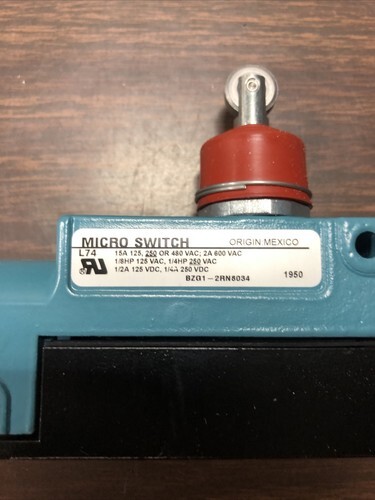 MICRO SWITCH ORIGIN:MEXICO
L74 15A 125, 250 OR 480 VAC; 2A 600 VAC
1/8HP 125 VAC, 1/4HP 250 VAC
1/2A 125 VDC, 1/4A 250 VDC
BZG1-2RN8034 1950